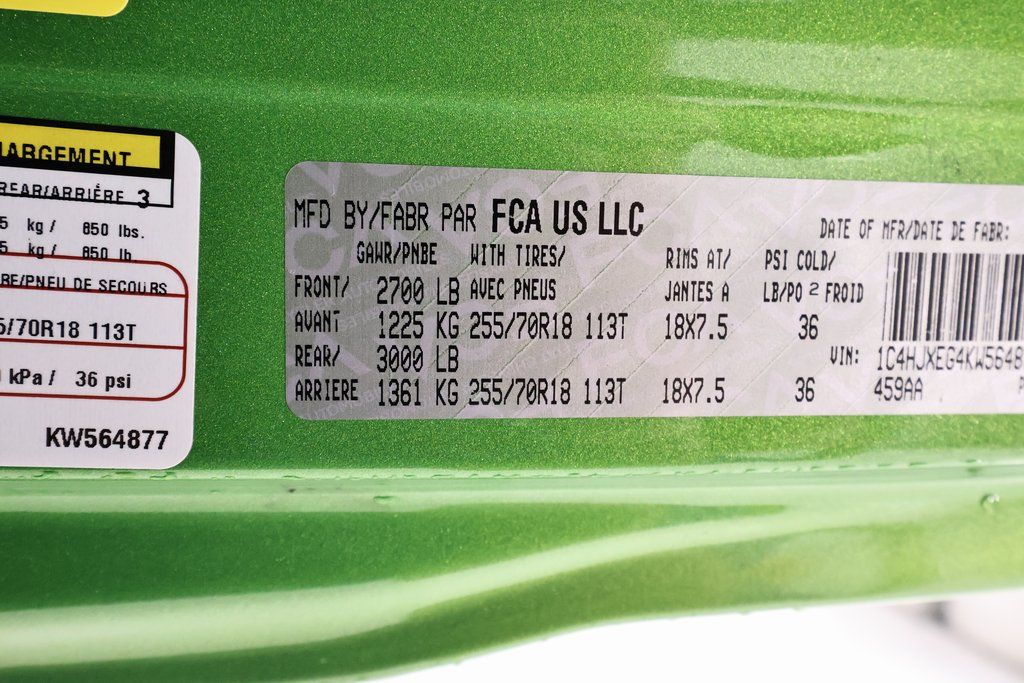 ARGEMENT
REAR/ARRIÈRE 3
5 kg / 850 lbs.
5 kg / 850 lb
RE/PNEU DE SECOURS
5/70R18 113T
kPa / 36 psi
KW564877
MFD BY/FABR PAR FCA US LLC
DATE OF MFR/DATE DE FABR:
GAWR/PNBE WITH TIRES/ RIMS AT/ PSI COLD/
FRONT/ 2700 LB AVEC PNEUS JANTES A LB/PO 2 FROID
AVANT 1225 KG 255/70R18 113T 18X7.5 36
REAR/ 3000 LB VIN: 1C4HJXEG4KW5648
ARRIERE 1361 KG 255/70R18 113T 18X7.5 36 459AA